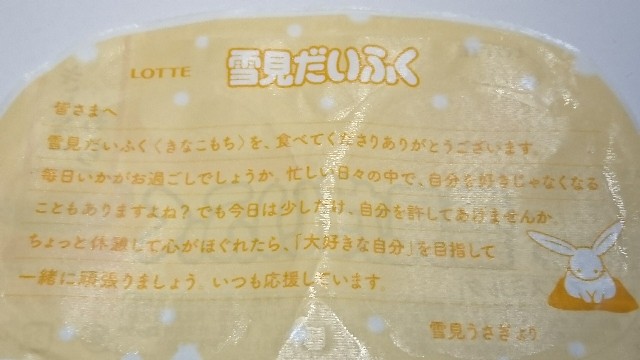 LOTTE 雪見だいふく
皆さまへ
雪見だいふく〈きなこもち〉を、食べてくださりありがとうございます。
毎日いかがお過ごしでしょうか。忙しい日々の中で、自分を好きじゃなくなる
こともありますよね？でも今日は少しだけ、自分を許してあげませんか。
ちょっと休憩して心がほぐれたら、「大好きな自分」を目指して
一緒に頑張りましょう。いつも応援しています。
雪見うさぎより